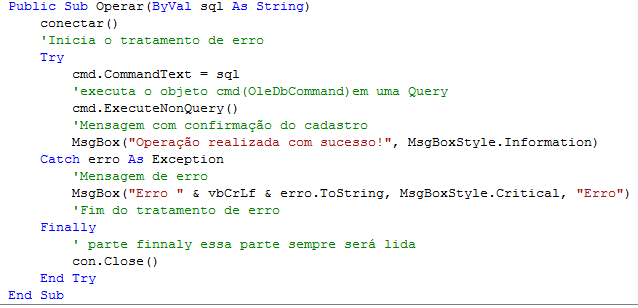 Public Sub Operar(ByVal sql As String)
conectar()
'Inicia o tratamento de erro
Try
cmd.CommandText = sql
'executa o objeto cmd(OleDbCommand)em uma Query
cmd.ExecuteNonQuery()
'Mensagem com confirmação do cadastro
MsgBox("Operação realizada com sucesso!", MsgBoxStyle.Information)
Catch erro As Exception
'Mensagem de erro
MsgBox("Erro " & vbCrLf & erro.ToString, MsgBoxStyle.Critical, "Erro")
'Fim do tratamento de erro
Finally
' parte finnaly essa parte sempre será lida
con.Close()
End Try
End Sub